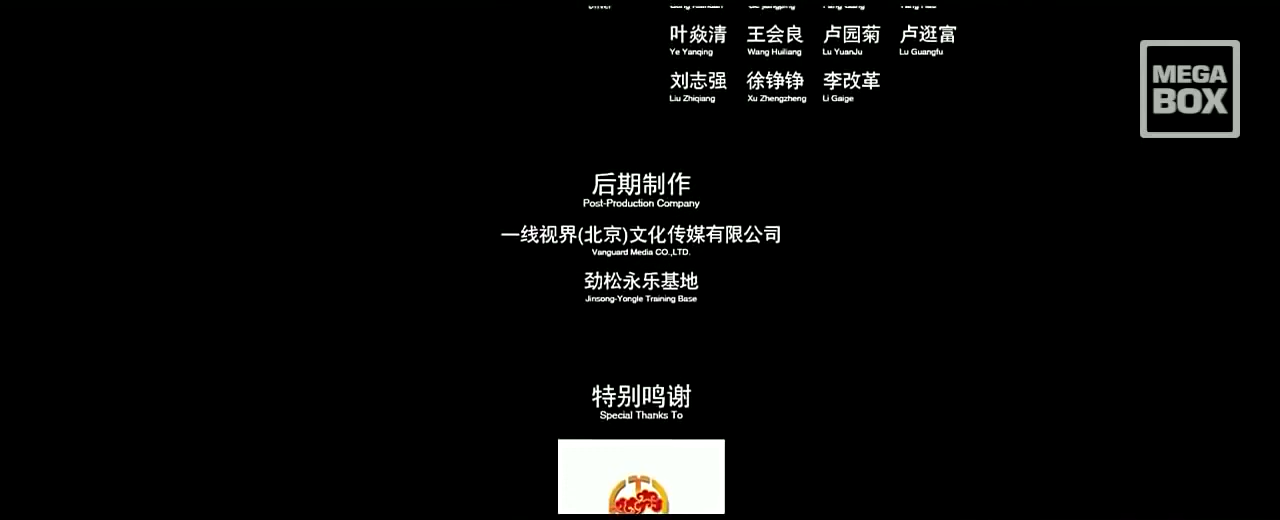 叶焱清 王会良 卢园菊 卢逛富
Ye Yanqing Wang Huiliang Lu YuanJu Lu Guangfu
刘志强 徐铮铮 李改革
Liu Zhiqiang Xu Zhengzheng Li Gaige
MEGA
BOX
后期制作
Post-Production Company
一线视界(北京)文化传媒有限公司
Vanguard Media CO.,LTD.
劲松永乐基地
Jinsong-Yongle Training Base
特别鸣谢
Special Thanks To